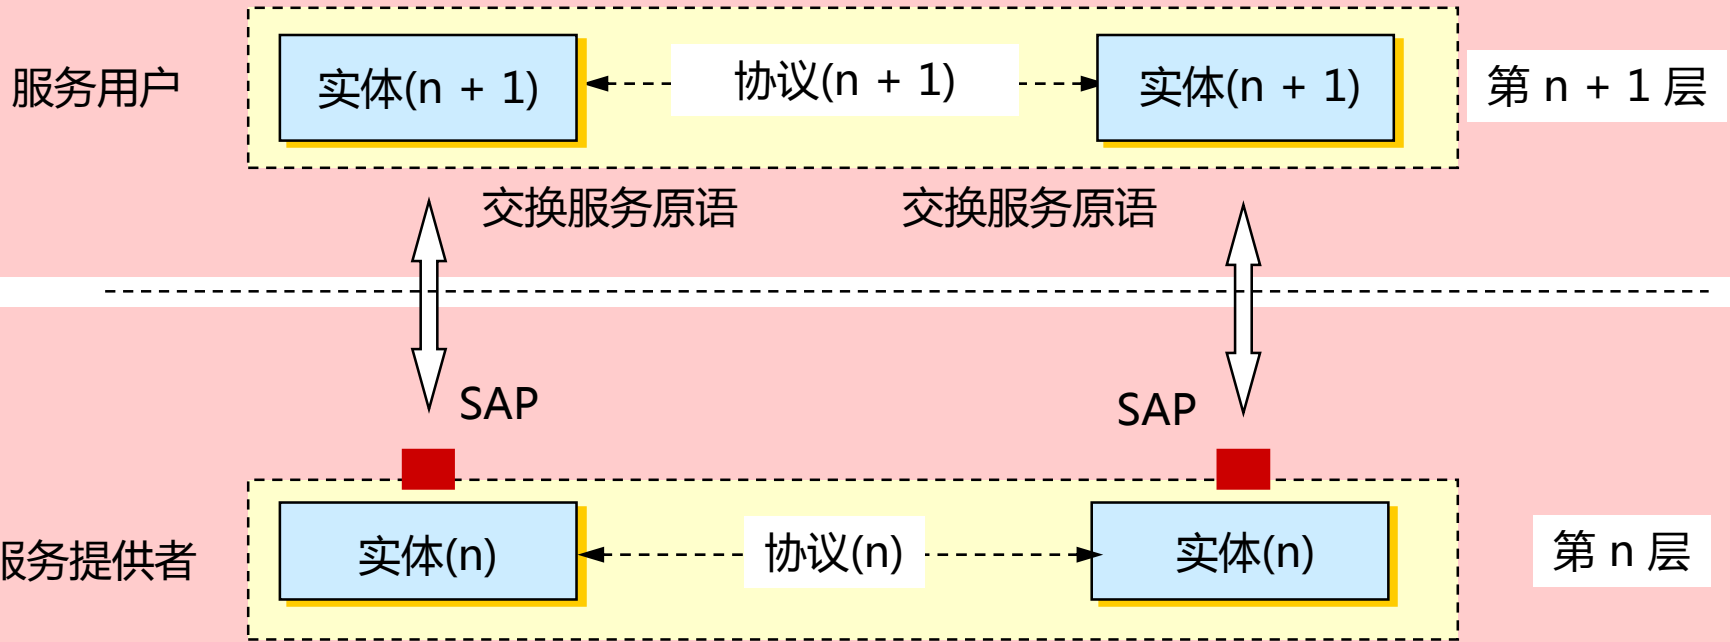 服务用户
实体(n + 1)
协议(n + 1)
实体(n + 1)
第 n + 1 层
交换服务原语
交换服务原语
SAP
SAP
服务提供者
实体(n)
协议(n)
实体(n)
第 n 层